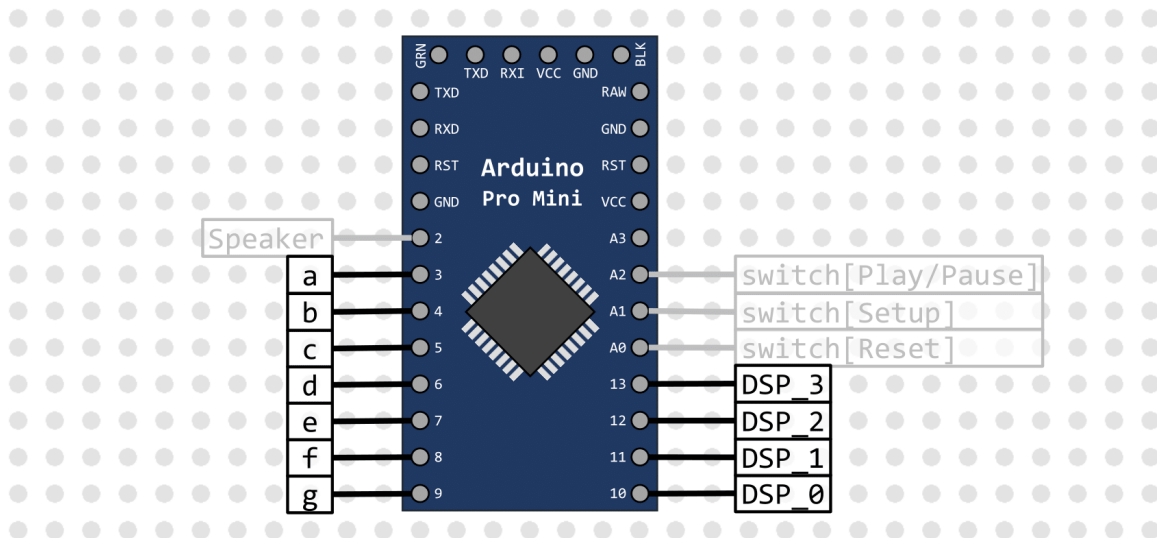 GRN
BLK
TXD RXI VCC GND
TXD
RAW
RXD
GND
RST
Arduino
RST
GND
Pro Mini
VCC
Speaker
2
A3
a
3
A2
switch[Play/Pause]
b
4
A1
switch[Setup]
c
5
A0
switch[Reset]
d
6
13
DSP_3
e
7
12
DSP_2
f
8
11
DSP_1
g
9
10
DSP_0